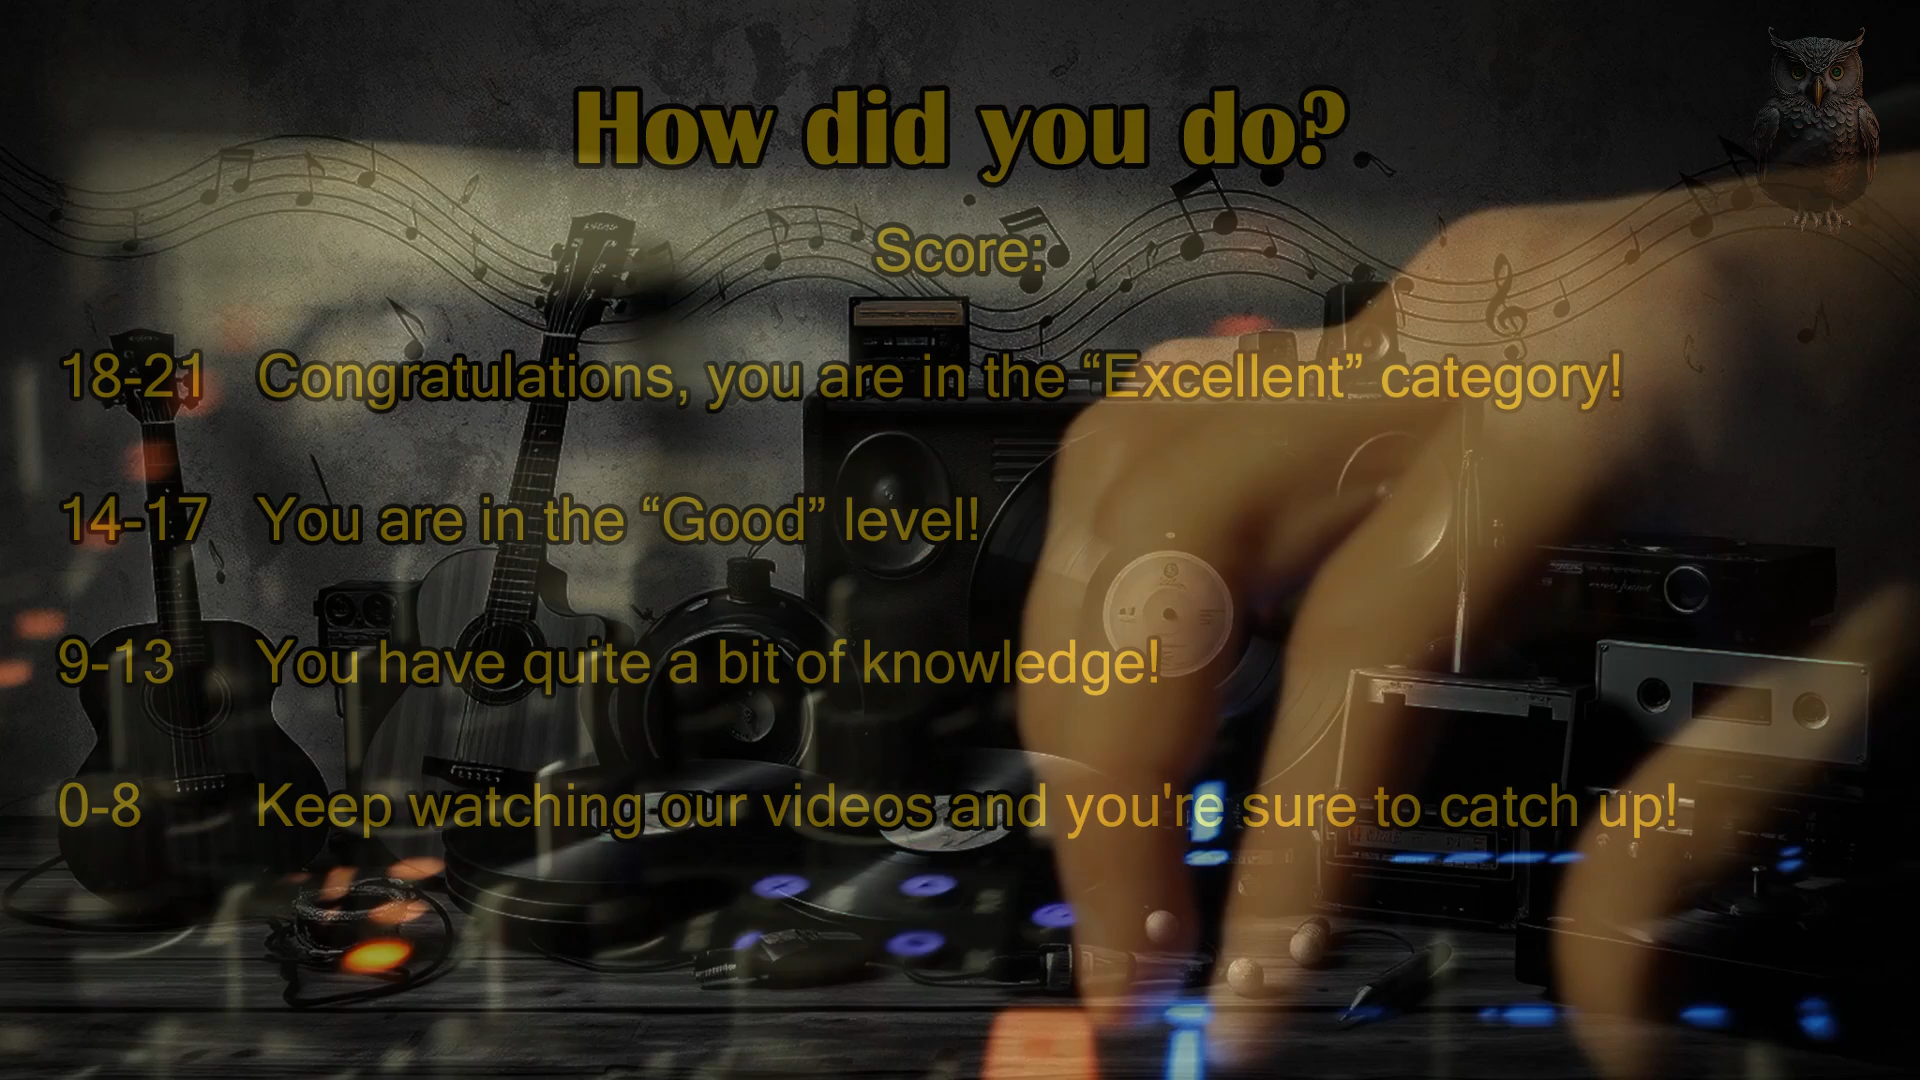 How did you do?
Score:
18-21 Congratulations, you are in the “Excellent” category!
14-17 You are in the “Good” level!
9-13 You have quite a bit of knowledge!
0-8 Keep watching our videos and you're sure to catch up!